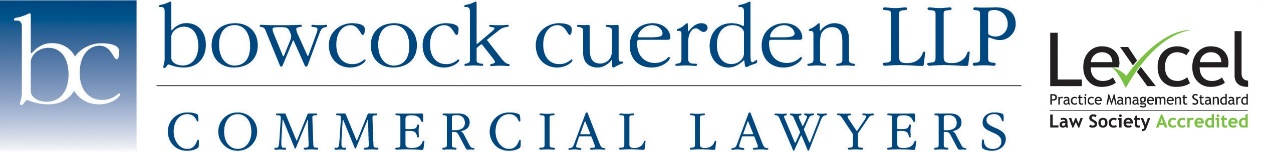 bc
bowcock cuerden LLP
COMMERCIAL LAWYERS
Lexcel
Practice Management Standard
Law Society Accredited